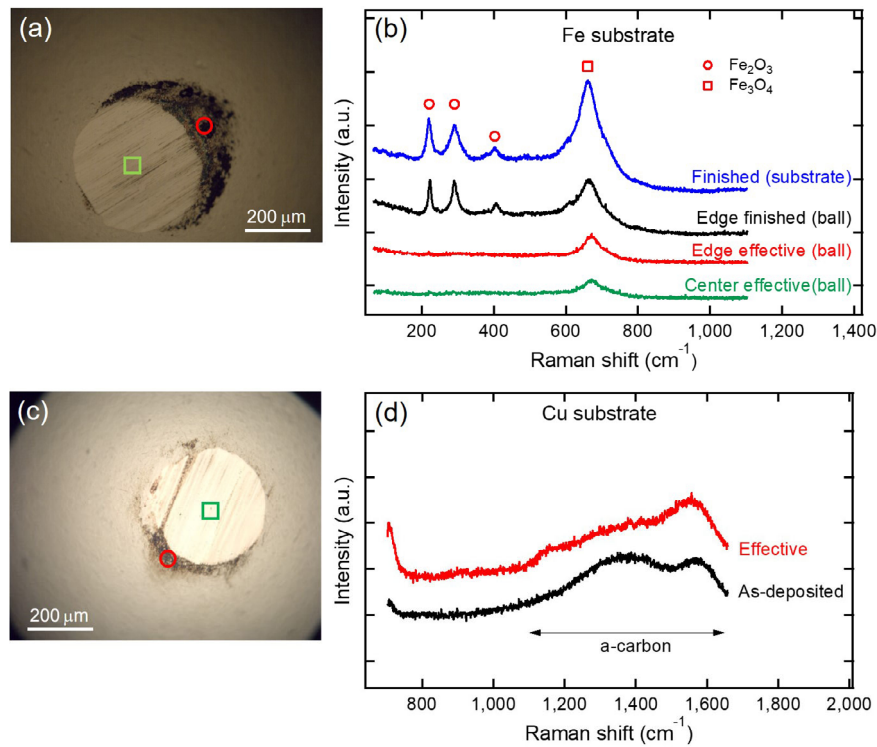 (a)
200 μm
(b)
Fe substrate
Fe₂O₃
Fe₃O₄
Intensity (a.u.)
Finished (substrate)
Edge finished (ball)
Edge effective (ball)
Center effective(ball)
200 400 600 800 1,000 1,200 1,400
Raman shift (cm⁻¹)
(c)
200 μm
(d)
Cu substrate
Intensity (a.u.)
Effective
As-deposited
a-carbon
800 1,000 1,200 1,400 1,600 1,800 2,000
Raman shift (cm⁻¹)